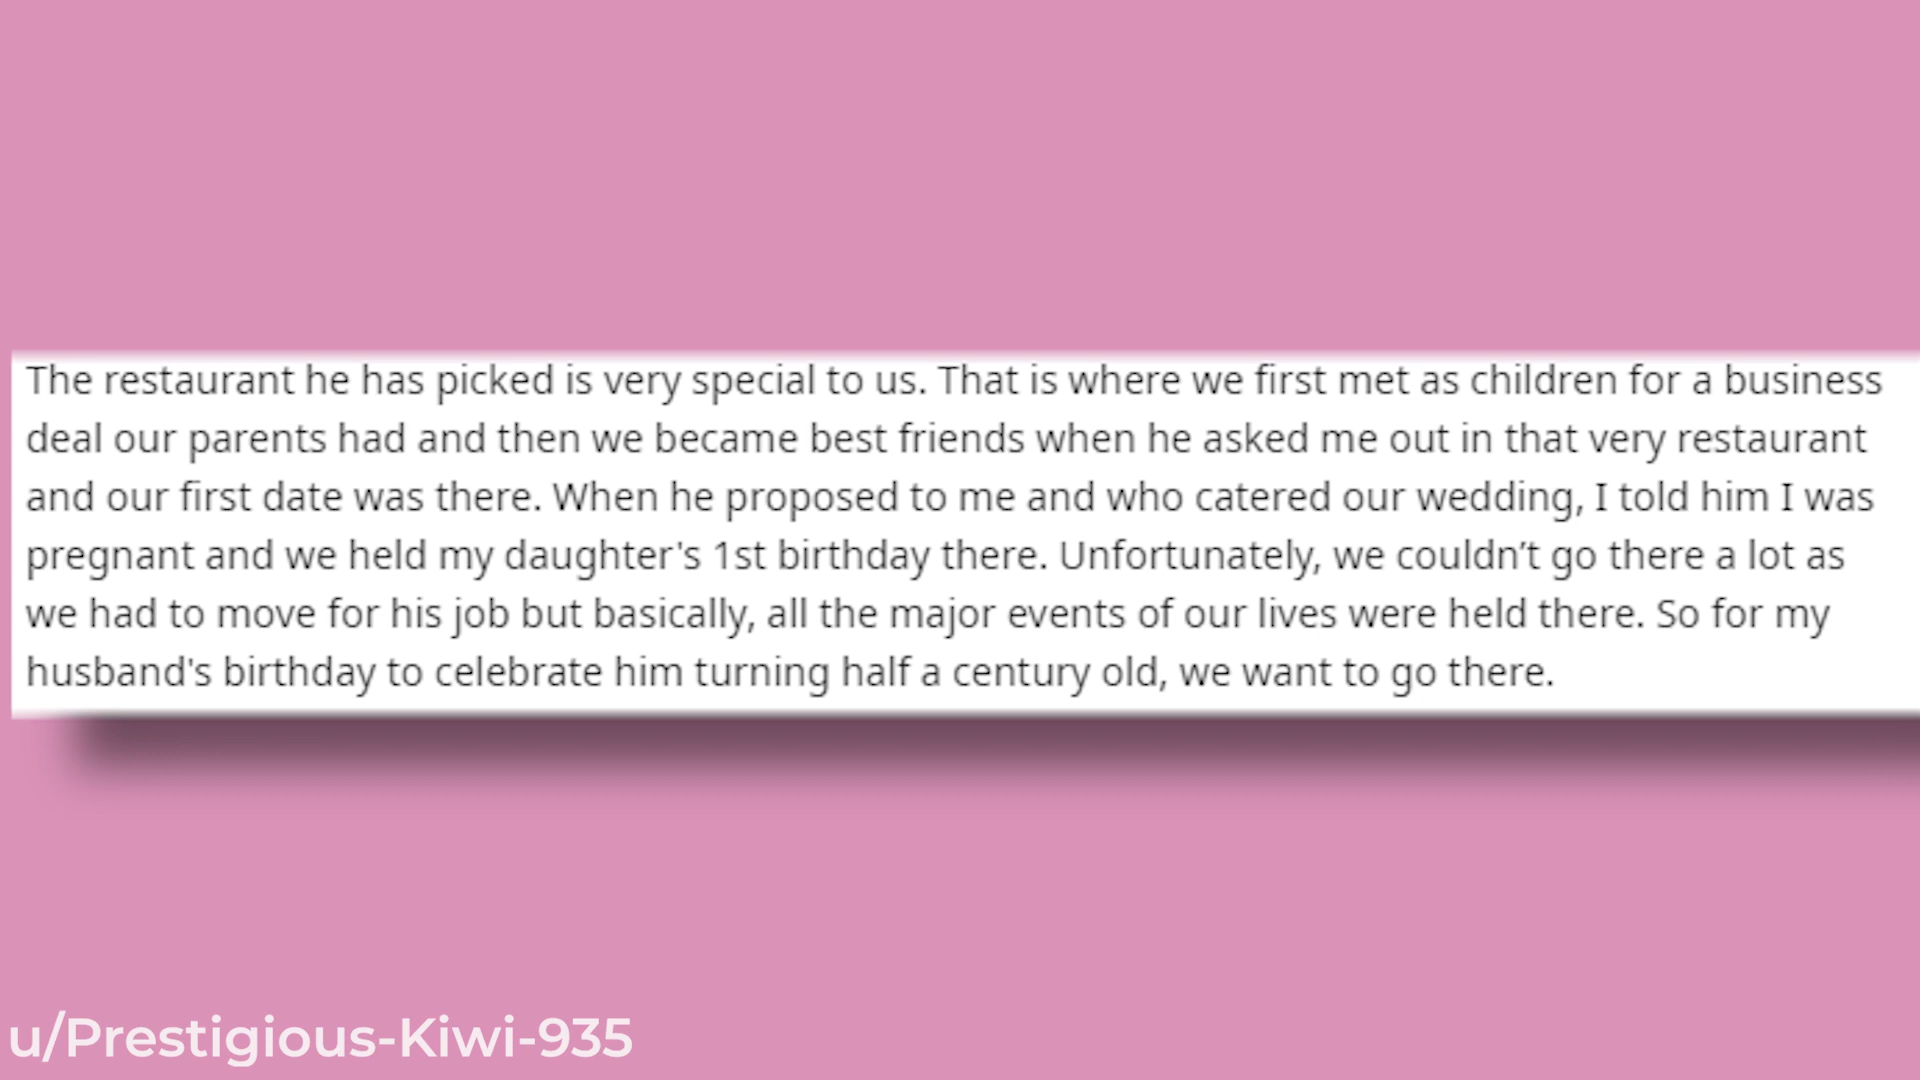 The restaurant he has picked is very special to us. That is where we first met as children for a business
deal our parents had and then we became best friends when he asked me out in that very restaurant
and our first date was there. When he proposed to me and who catered our wedding, I told him I was
pregnant and we held my daughter's 1st birthday there. Unfortunately, we couldn’t go there a lot as
we had to move for his job but basically, all the major events of our lives were held there. So for my
husband's birthday to celebrate him turning half a century old, we want to go there.
u/Prestigious-Kiwi-935